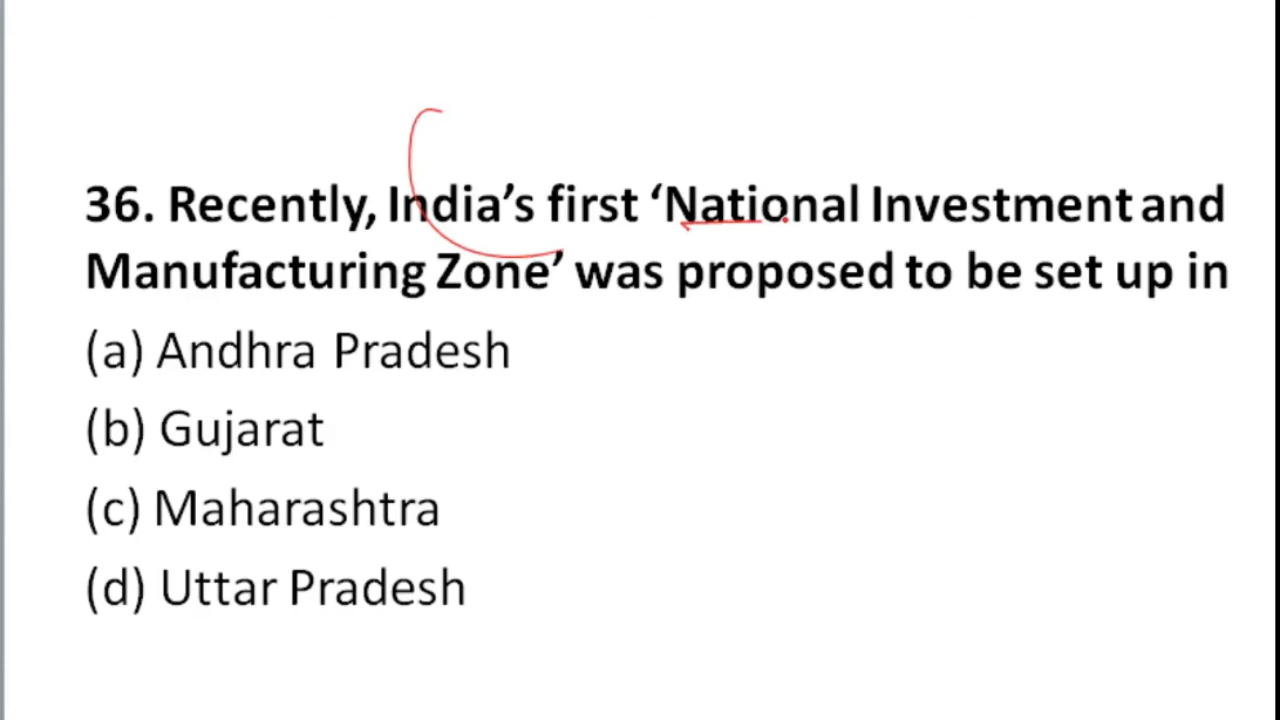 36. Recently, India’s first ‘National Investment and
Manufacturing Zone’ was proposed to be set up in
(a) Andhra Pradesh
(b) Gujarat
(c) Maharashtra
(d) Uttar Pradesh